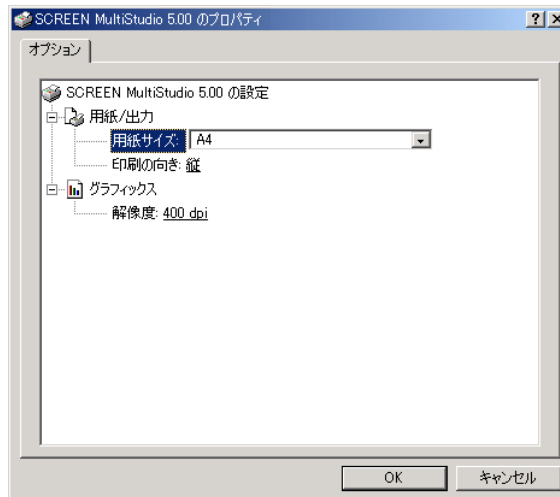 SCREEN MultiStudio 5.00 のプロパティ
オプション
SCREEN MultiStudio 5.00 の設定
用紙/出力
用紙サイズ: A4
印刷の向き: 縦
グラフィックス
解像度: 400 dpi
OK キャンセル